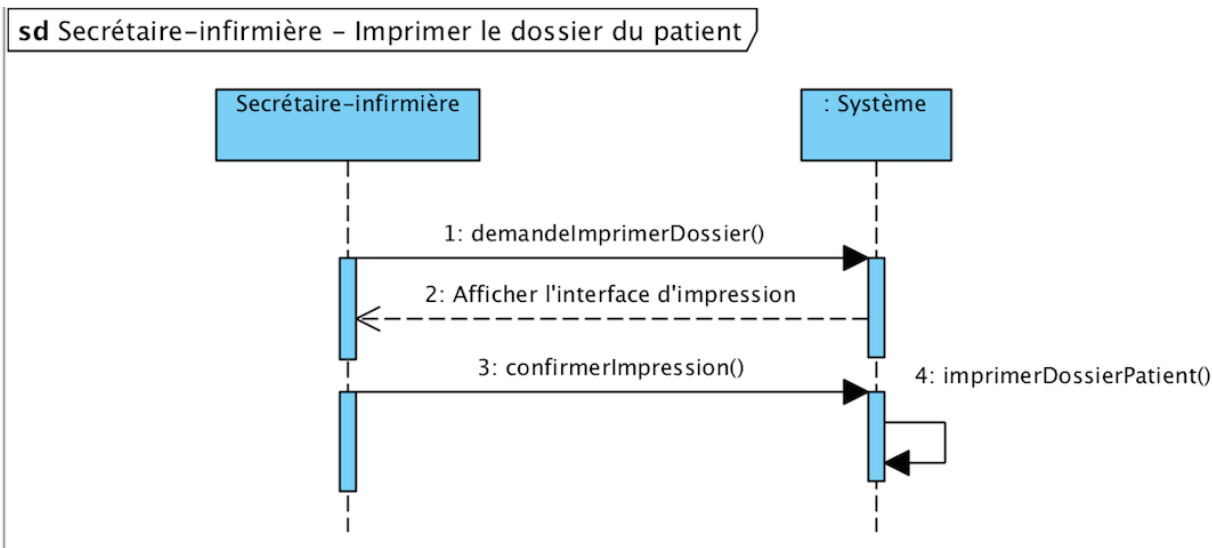 sd Secrétaire-infirmière - Imprimer le dossier du patient
Secrétaire-infirmière
: Système
1: demandeImprimerDossier()
2: Afficher l'interface d'impression
3: confirmerImpression()
4: imprimerDossierPatient()